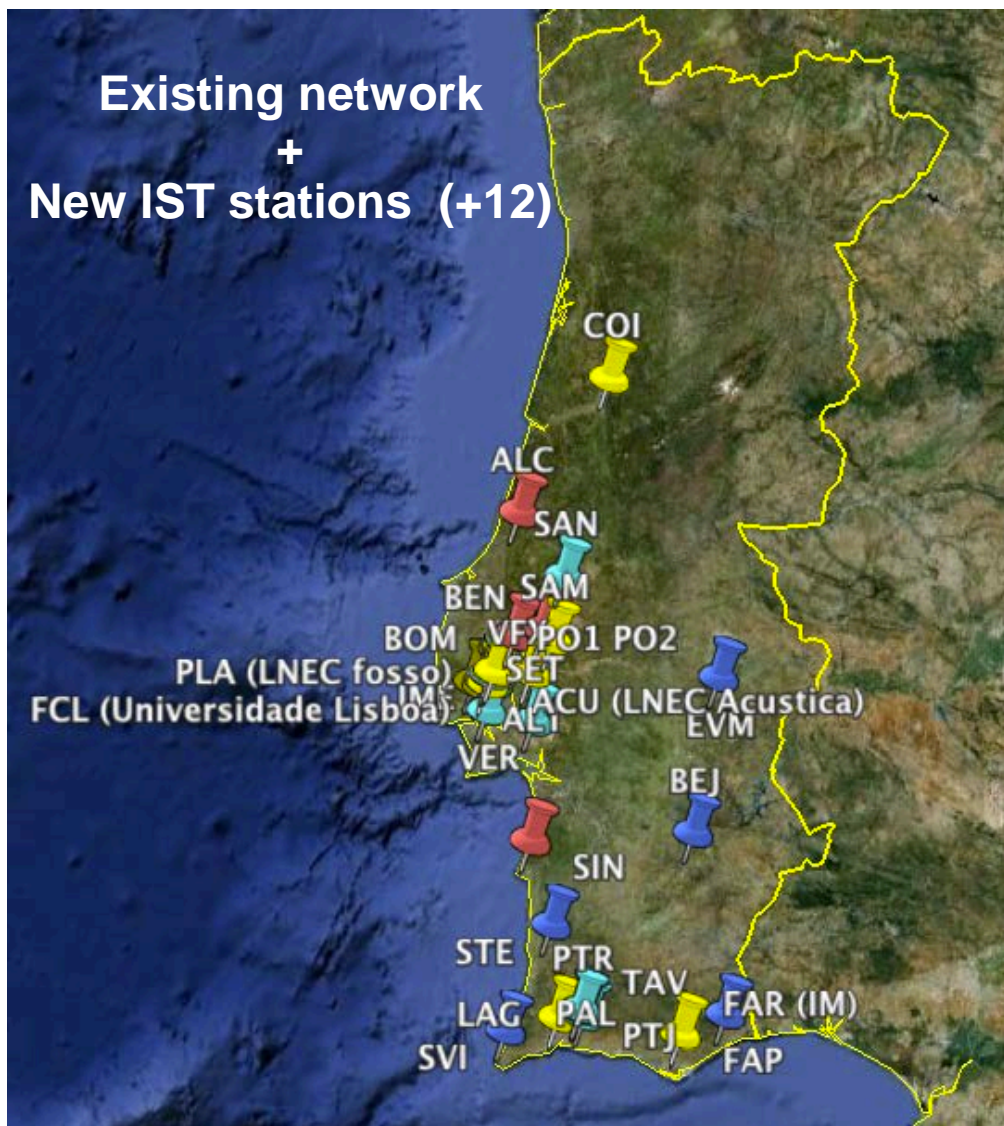 Existing network
+
New IST stations (+12)
COI
ALC
SAN
BEN SAM
BOM PO1 PO2
PLA (LNEC fosso) SET
FCL (Universidade Lisboa) ACU (LNEC Acustica)
EVM
VER
BEJ
SIN
STE PTR
TAV
LAG PAL FAR (IM)
PTJ
SVI FAP